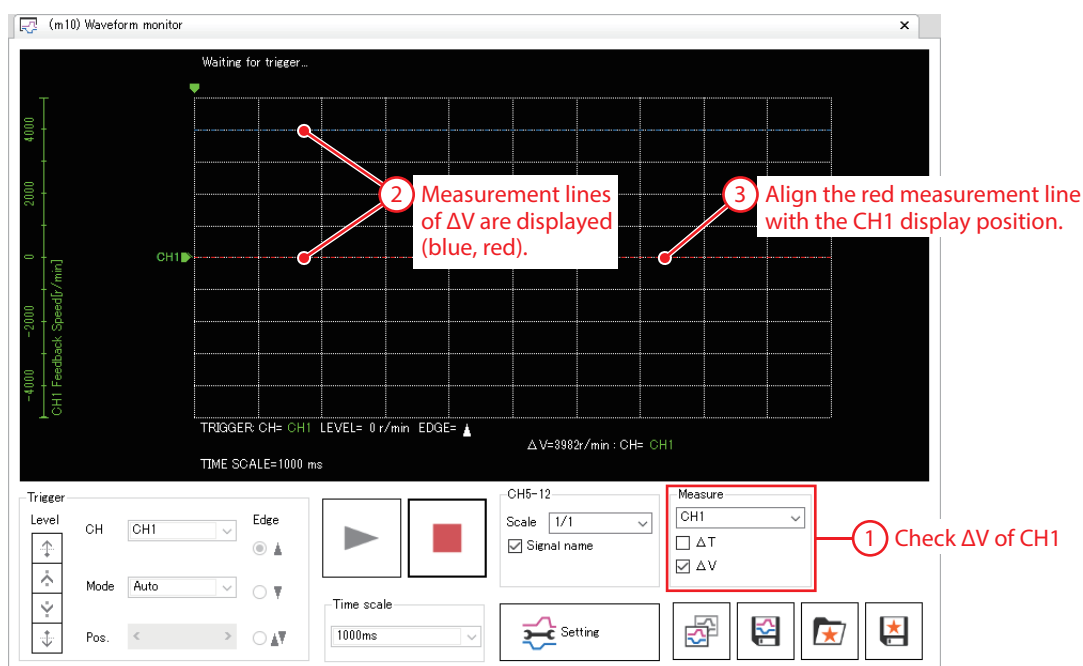 (m10) Waveform monitor
×
Waiting for trigger...
4000
2000
0
-2000
-4000
CH1 Feedback Speed[r/min]
CH1
2 Measurement lines
of ΔV are displayed
(blue, red).
3 Align the red measurement line
with the CH1 display position.
TRIGGER: CH= CH1 LEVEL= 0 r/min EDGE=
ΔV=3982r/min : CH= CH1
TIME SCALE=1000 ms
Trigger
Level
CH CH1
Edge
Mode Auto
Pos. < >
Time scale
1000ms
CH5-12
Scale 1/1
Signal name
Setting
Measure
CH1
ΔT
ΔV
1 Check ΔV of CH1